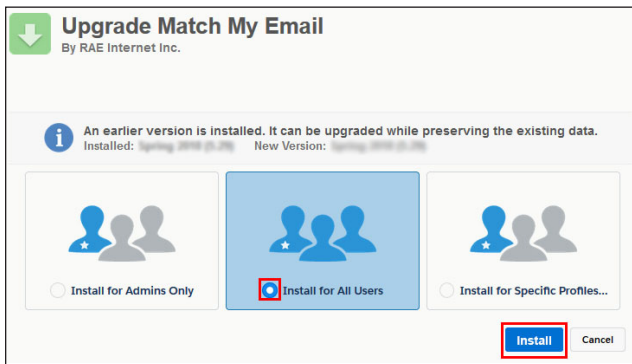 Upgrade Match My Email
By RAE Internet Inc.
An earlier version is installed. It can be upgraded while preserving the existing data.
Installed: New Version:
Install for Admins Only
Install for All Users
Install for Specific Profiles...
Install
Cancel